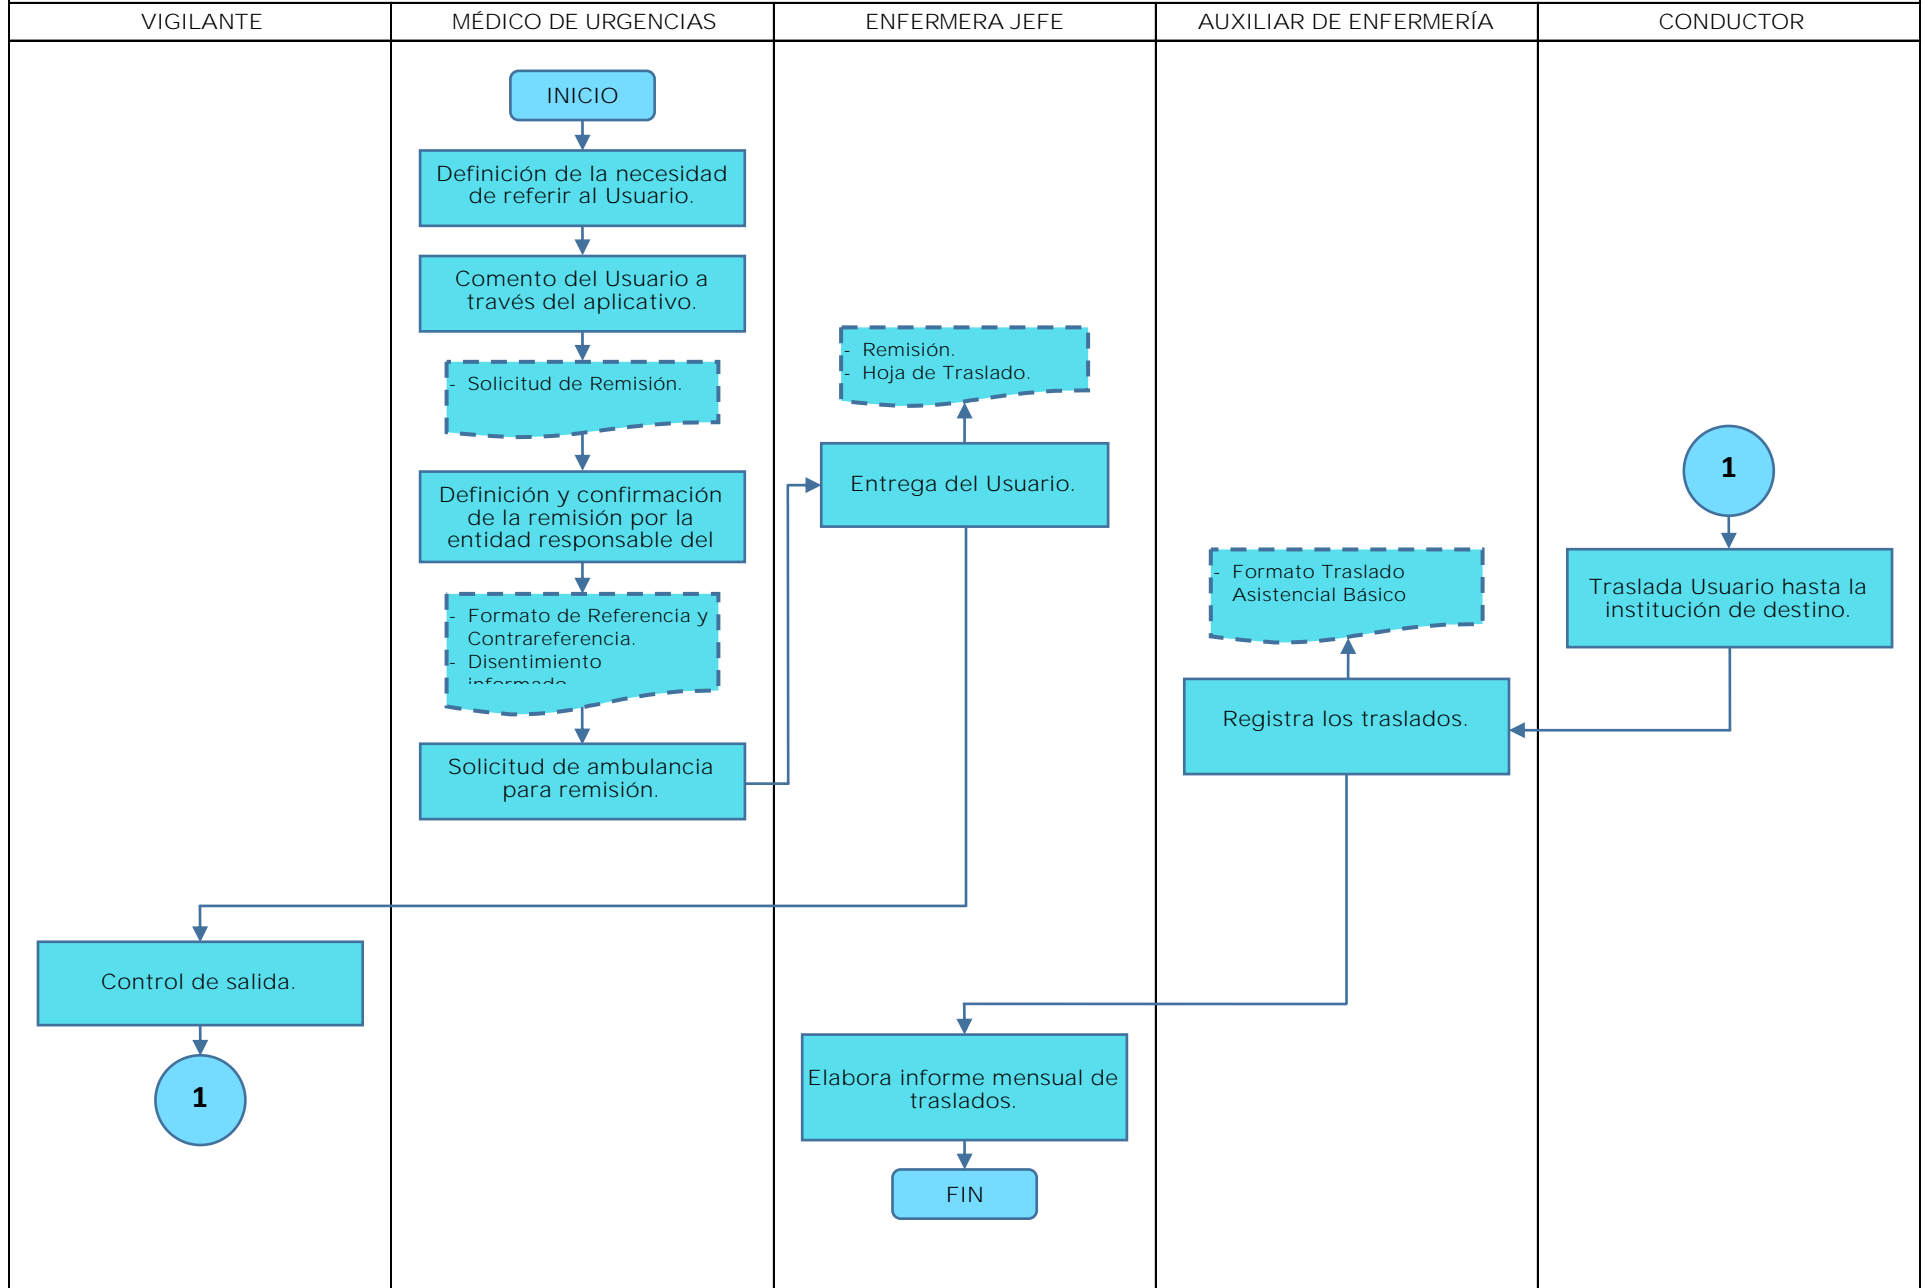 VIGILANTE
MÉDICO DE URGENCIAS
ENFERMERA JEFE
AUXILIAR DE ENFERMERÍA
CONDUCTOR
INICIO
Definición de la necesidad
de referir al Usuario.
Comento del Usuario a
través del aplicativo.
- Solicitud de Remisión.
Definición y confirmación
de la remisión por la
entidad responsable del
- Formato de Referencia y
Contrareferencia.
- Disentimiento
informado
Solicitud de ambulancia
para remisión.
- Remisión.
- Hoja de Traslado.
Entrega del Usuario.
Control de salida.
1
1
Traslada Usuario hasta la
institución de destino.
- Formato Traslado
Asistencial Básico
Registra los traslados.
Elabora informe mensual de
traslados.
FIN